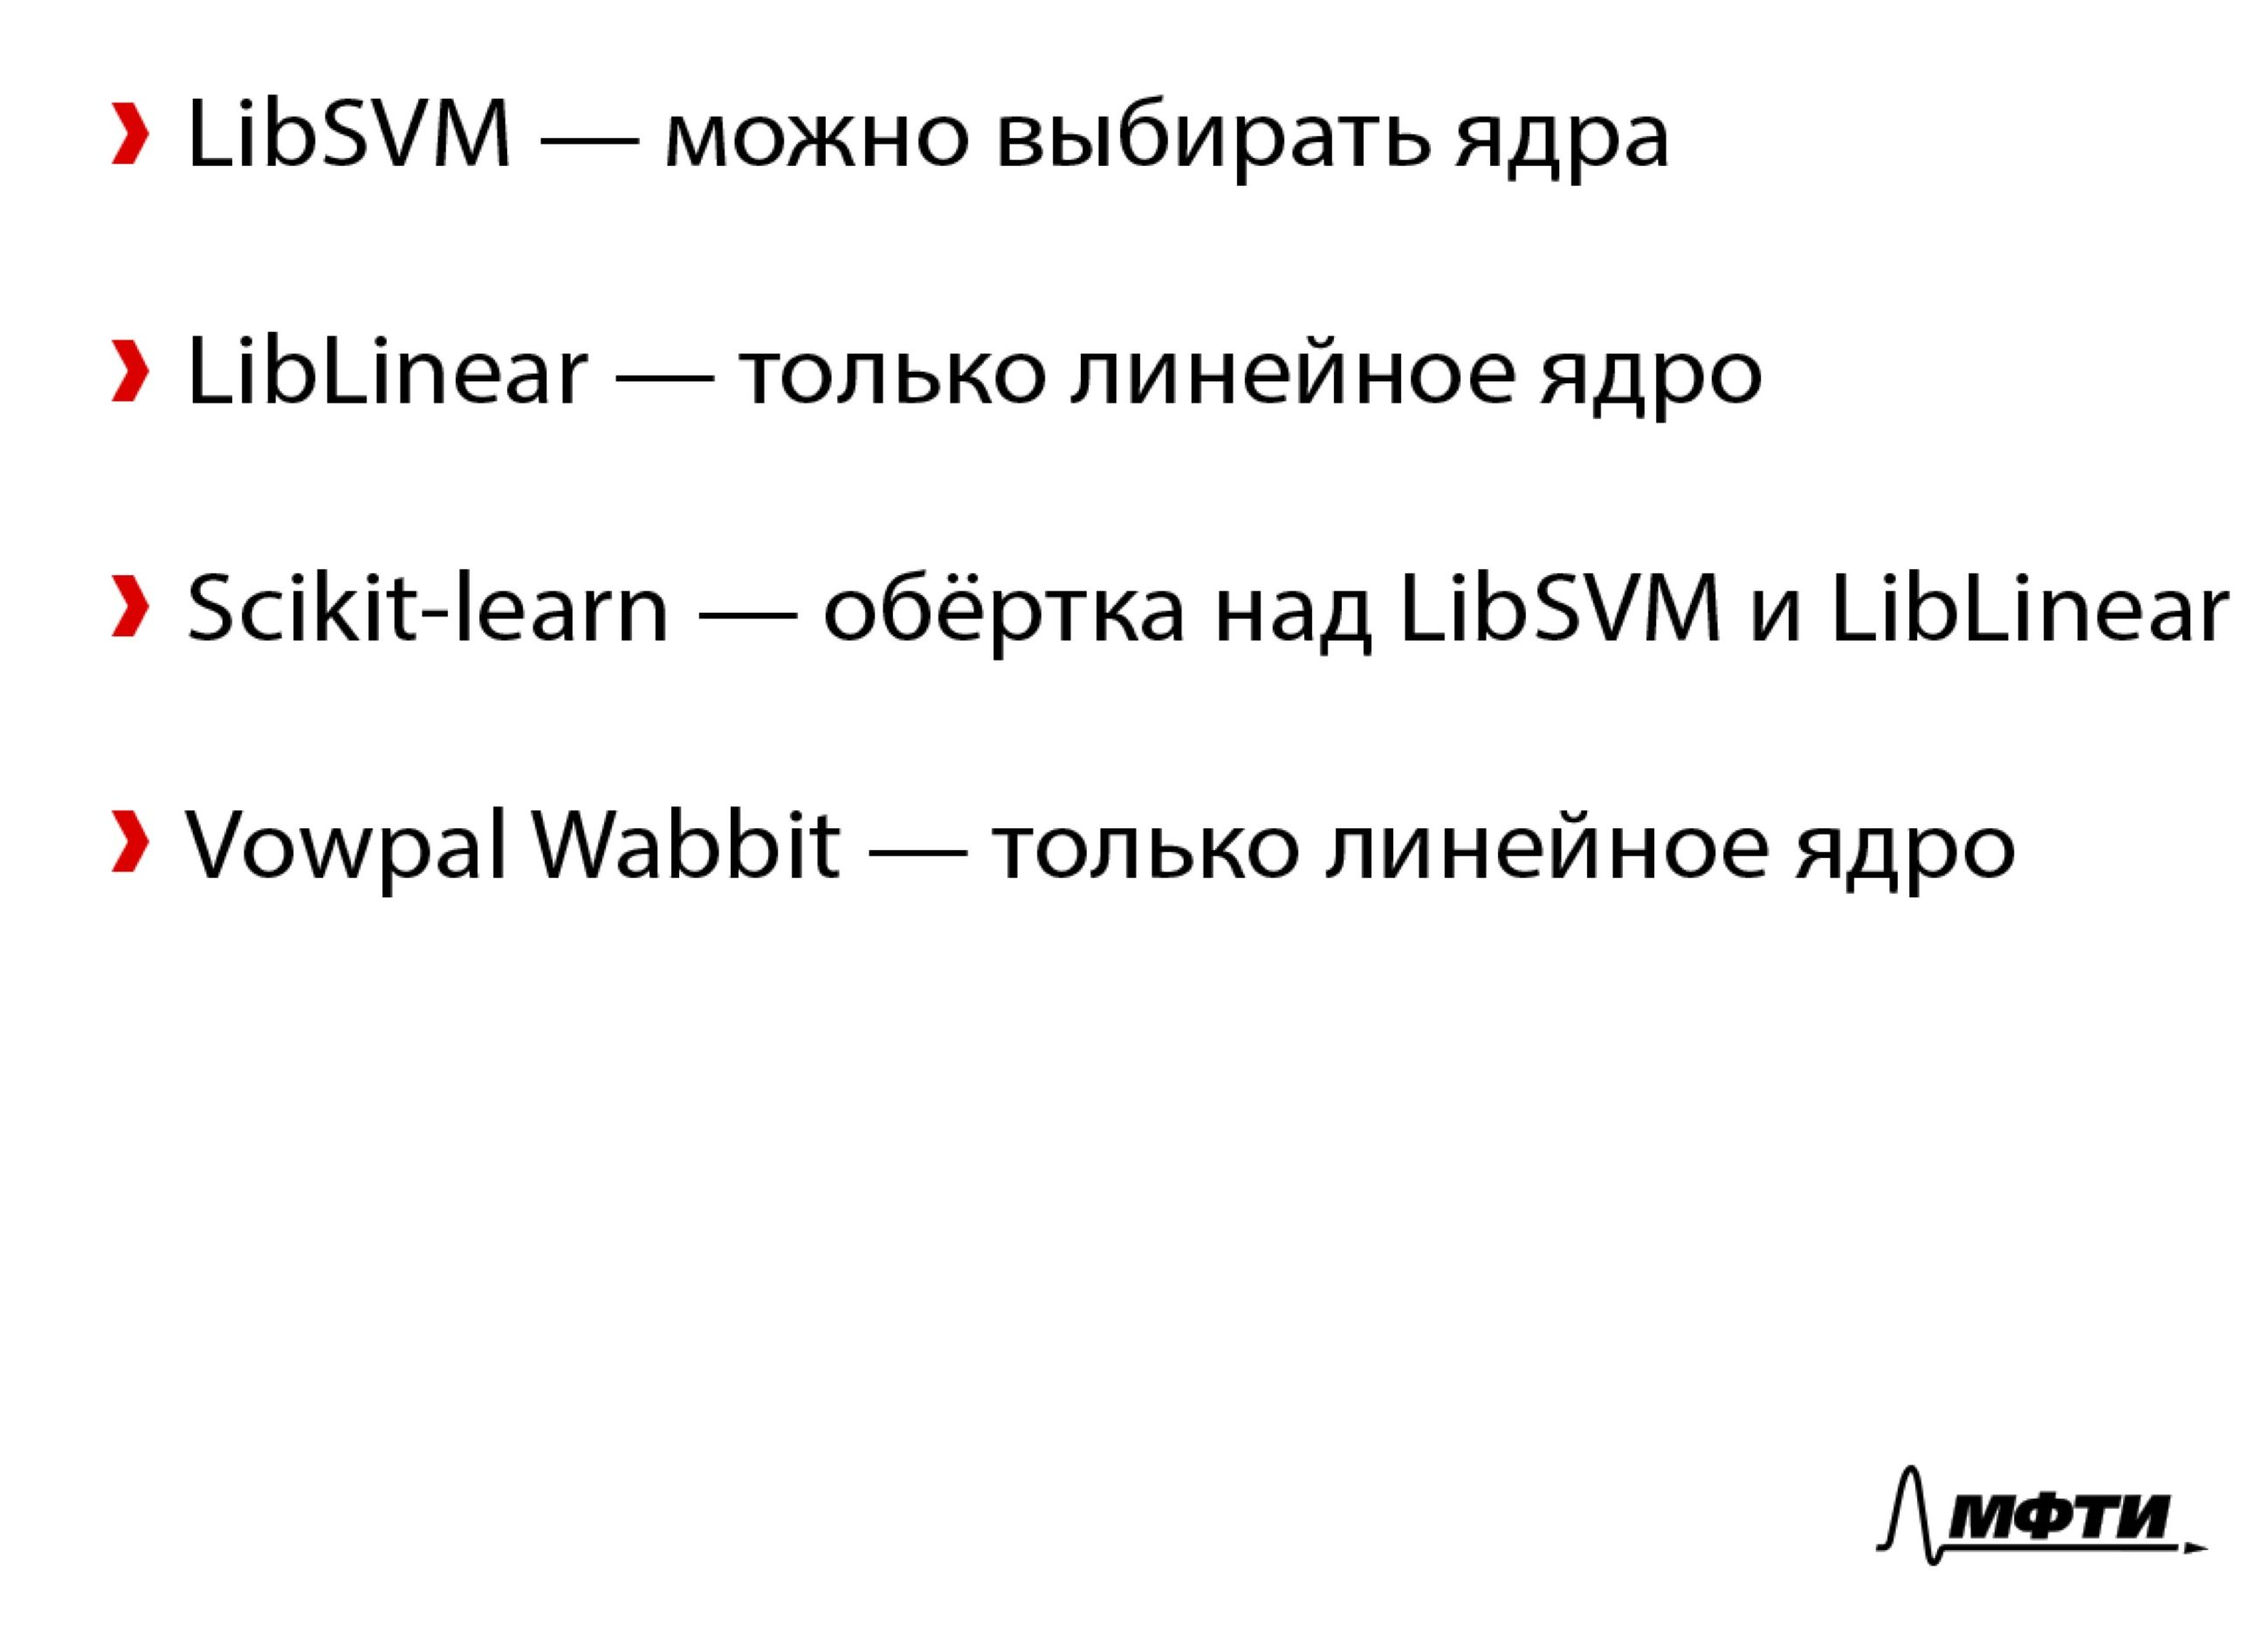 LibSVM — можно выбирать ядра
LibLinear — только линейное ядро
Scikit-learn — обёртка над LibSVM и LibLinear
Vowpal Wabbit — только линейное ядро
МФТИ